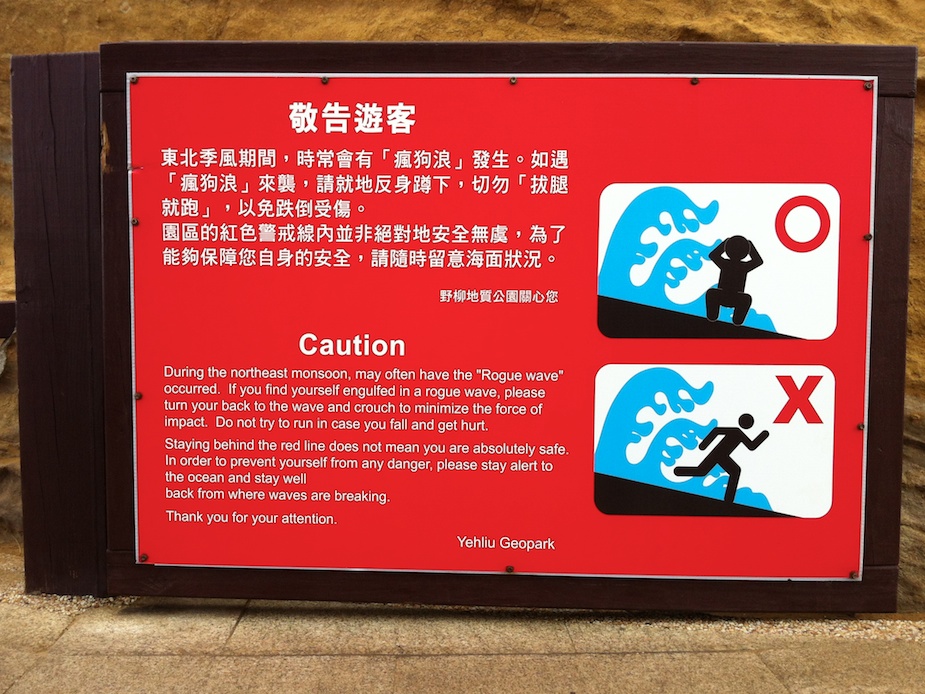 敬告遊客
東北季風期間，時常會有「瘋狗浪」發生。如遇
「瘋狗浪」來襲，請就地反身蹲下，切勿「拔腿
就跑」，以免跌倒受傷。
園區的紅色警戒線內並非絕對地安全無虞，為了
能夠保障您自身的安全，請隨時留意海面狀況。
野柳地質公園關心您
Caution
During the northeast monsoon, may often have the "Rogue wave"
occurred.  If you find yourself engulfed in a rogue wave, please
turn your back to the wave and crouch to minimize the force of
impact.  Do not try to run in case you fall and get hurt.
Staying behind the red line does not mean you are absolutely safe.
In order to prevent yourself from any danger, please stay alert to
the ocean and stay well
back from where waves are breaking.
Thank you for your attention.
Yehliu Geopark
X